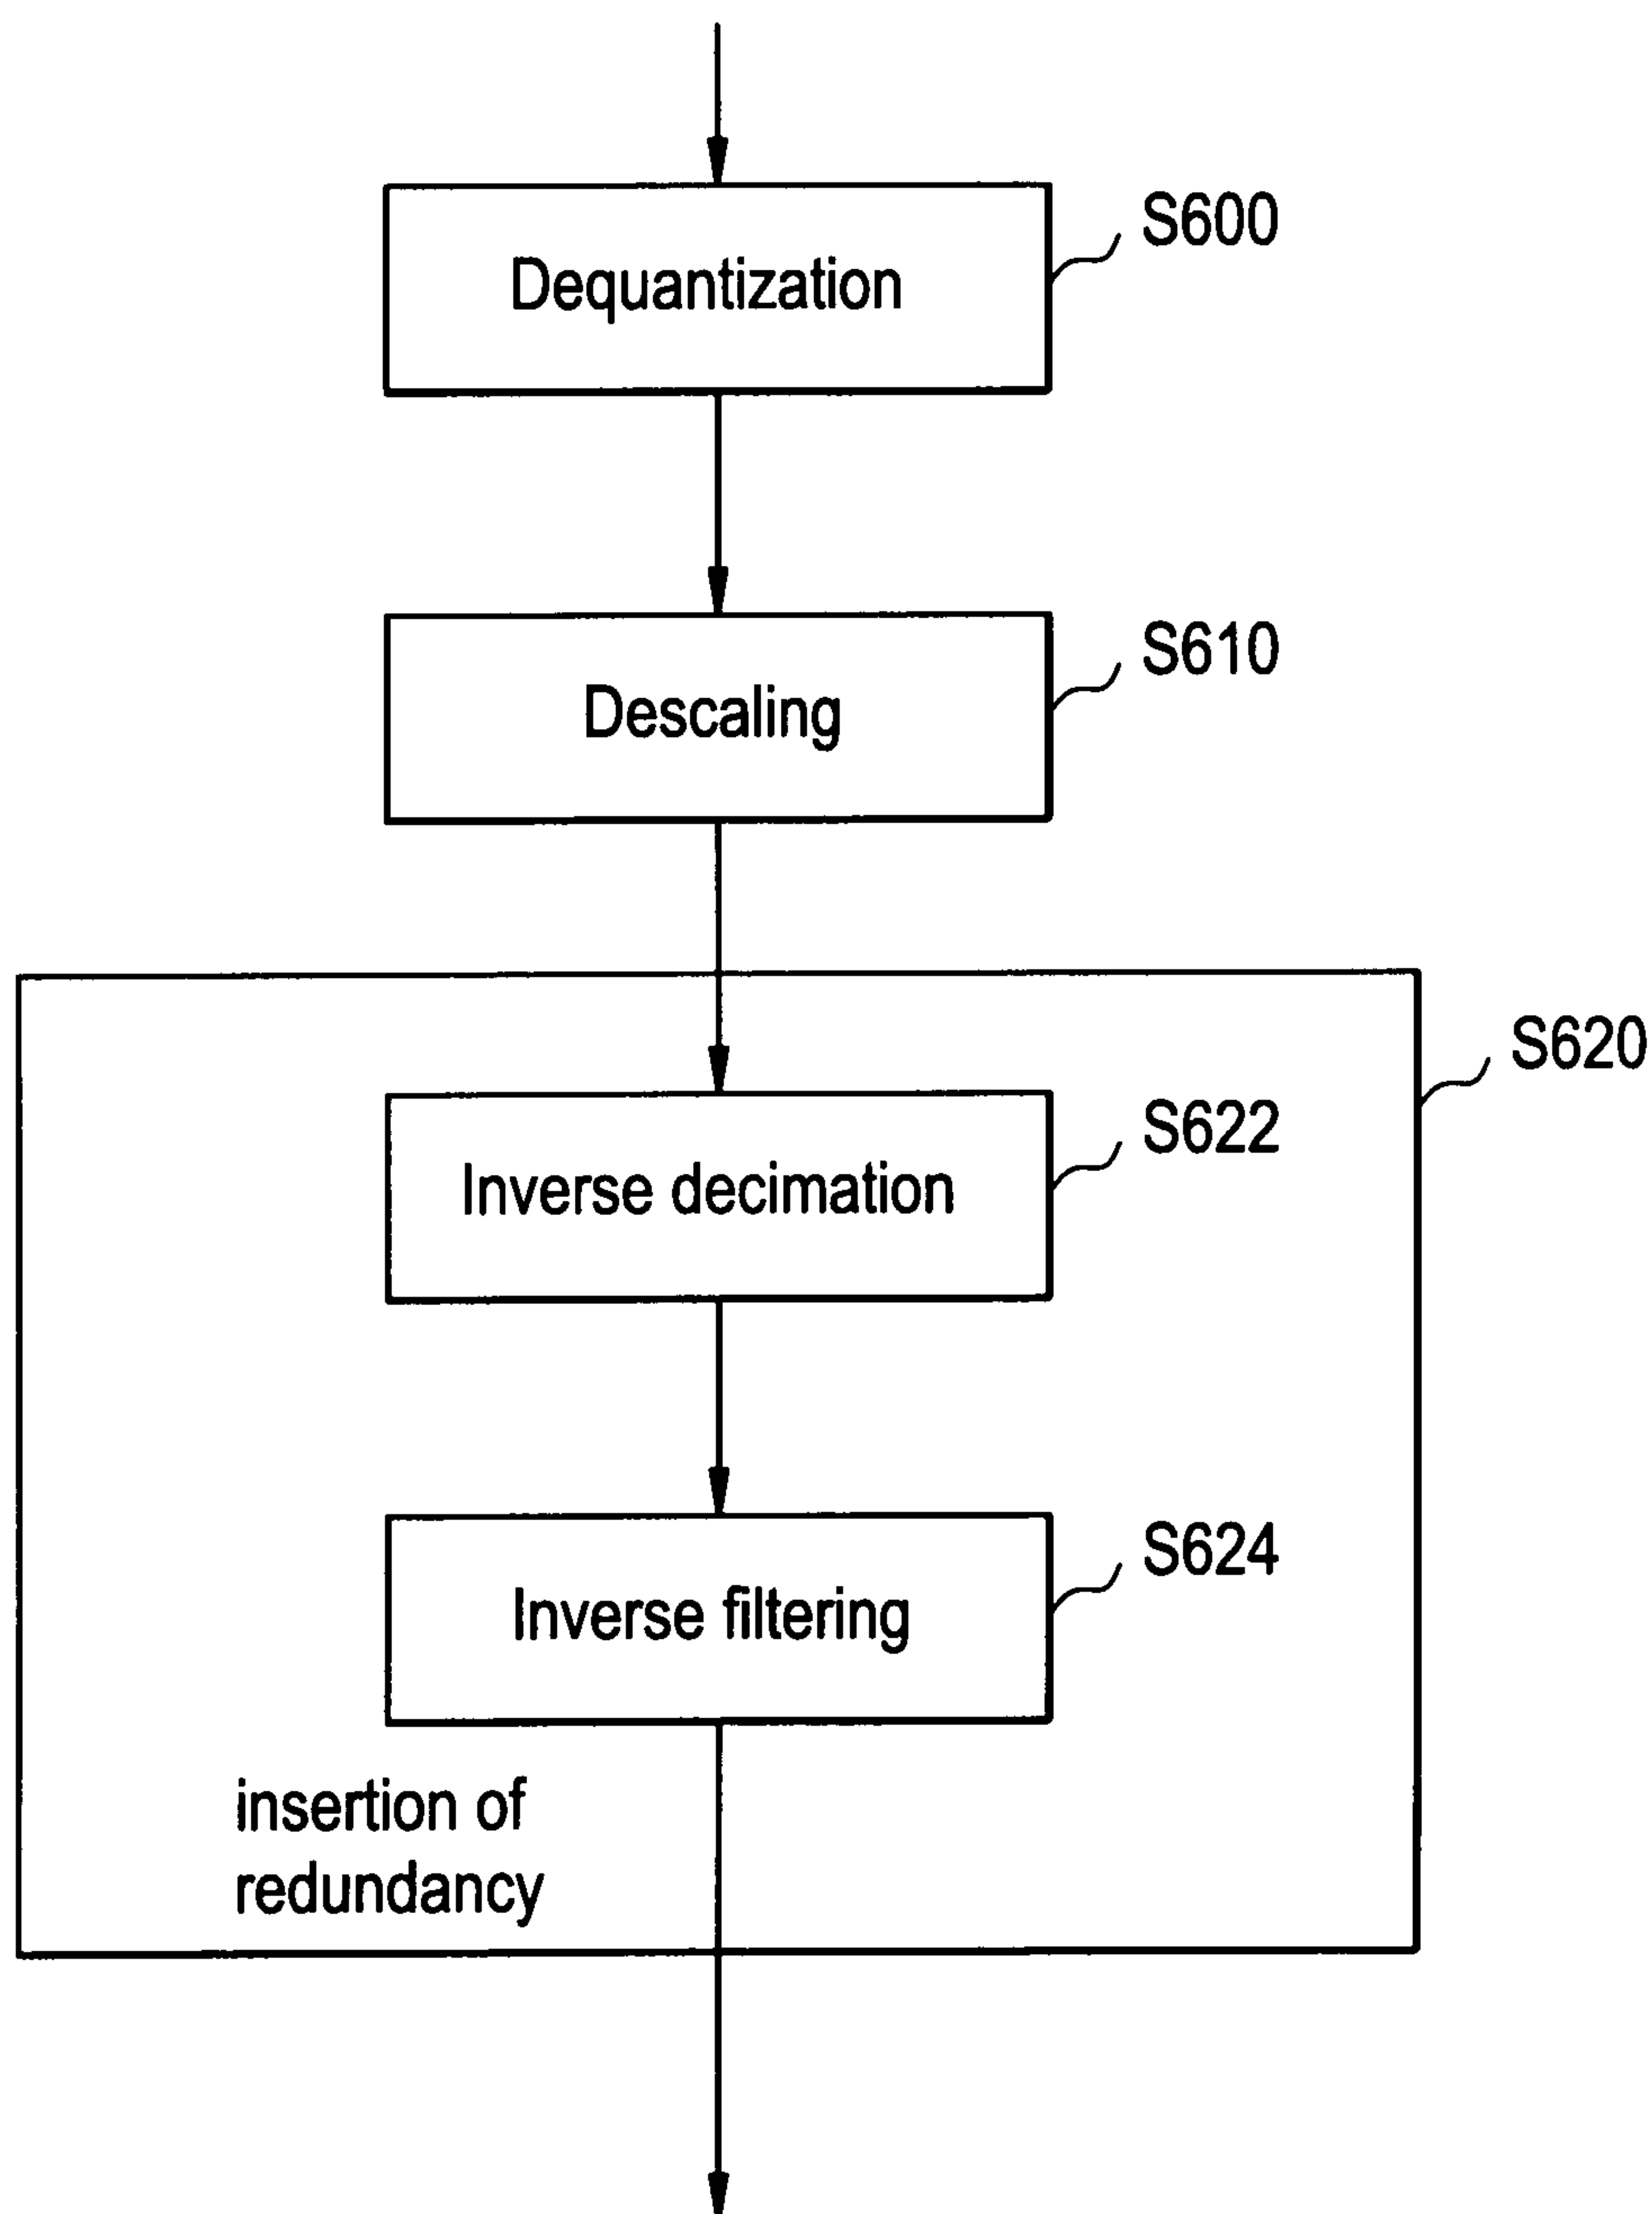 S600
Dequantization
S610
Descaling
S620
S622
Inverse decimation
S624
Inverse filtering
insertion of
redundancy